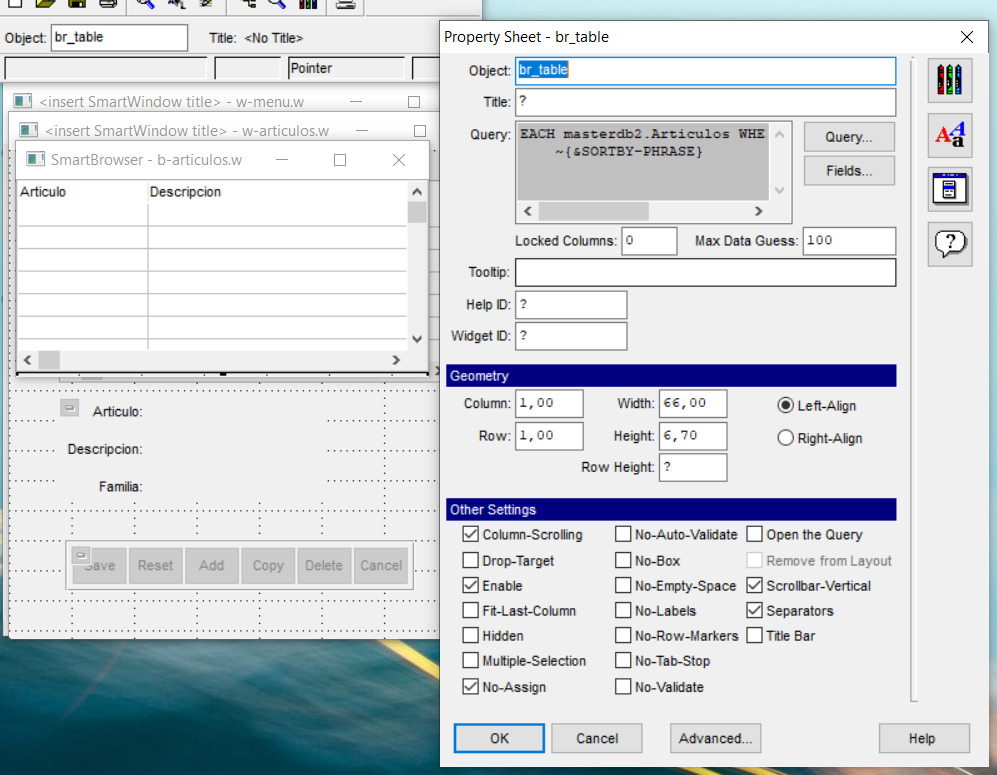 Object: br_table Title: <No Title>
Pointer
<insert SmartWindow title> - w-menu.w
<insert SmartWindow title> - w-articulos.w
SmartBrowser - b-articulos.w
Articulo Descripcion
Articulo:
Descripcion:
Familia:
Save Reset Add Copy Delete Cancel
Property Sheet - br_table
Object: br_table
Title: ?
Query: EACH masterdb2.Articulos WHE
~{&SORTBY-PHRASE}
Query...
Fields...
Locked Columns: 0 Max Data Guess: 100
Tooltip:
Help ID: ?
Widget ID: ?
Geometry
Column: 1,00 Width: 66,00 Left-Align
Row: 1,00 Height: 6,70 Right-Align
Row Height: ?
Other Settings
Column-Scrolling No-Auto-Validate Open the Query
Drop-Target No-Box Remove from Layout
Enable No-Empty-Space Scrollbar-Vertical
Fit-Last-Column No-Labels Separators
Hidden No-Row-Markers Title Bar
Multiple-Selection No-Tab-Stop
No-Assign No-Validate
OK Cancel Advanced... Help